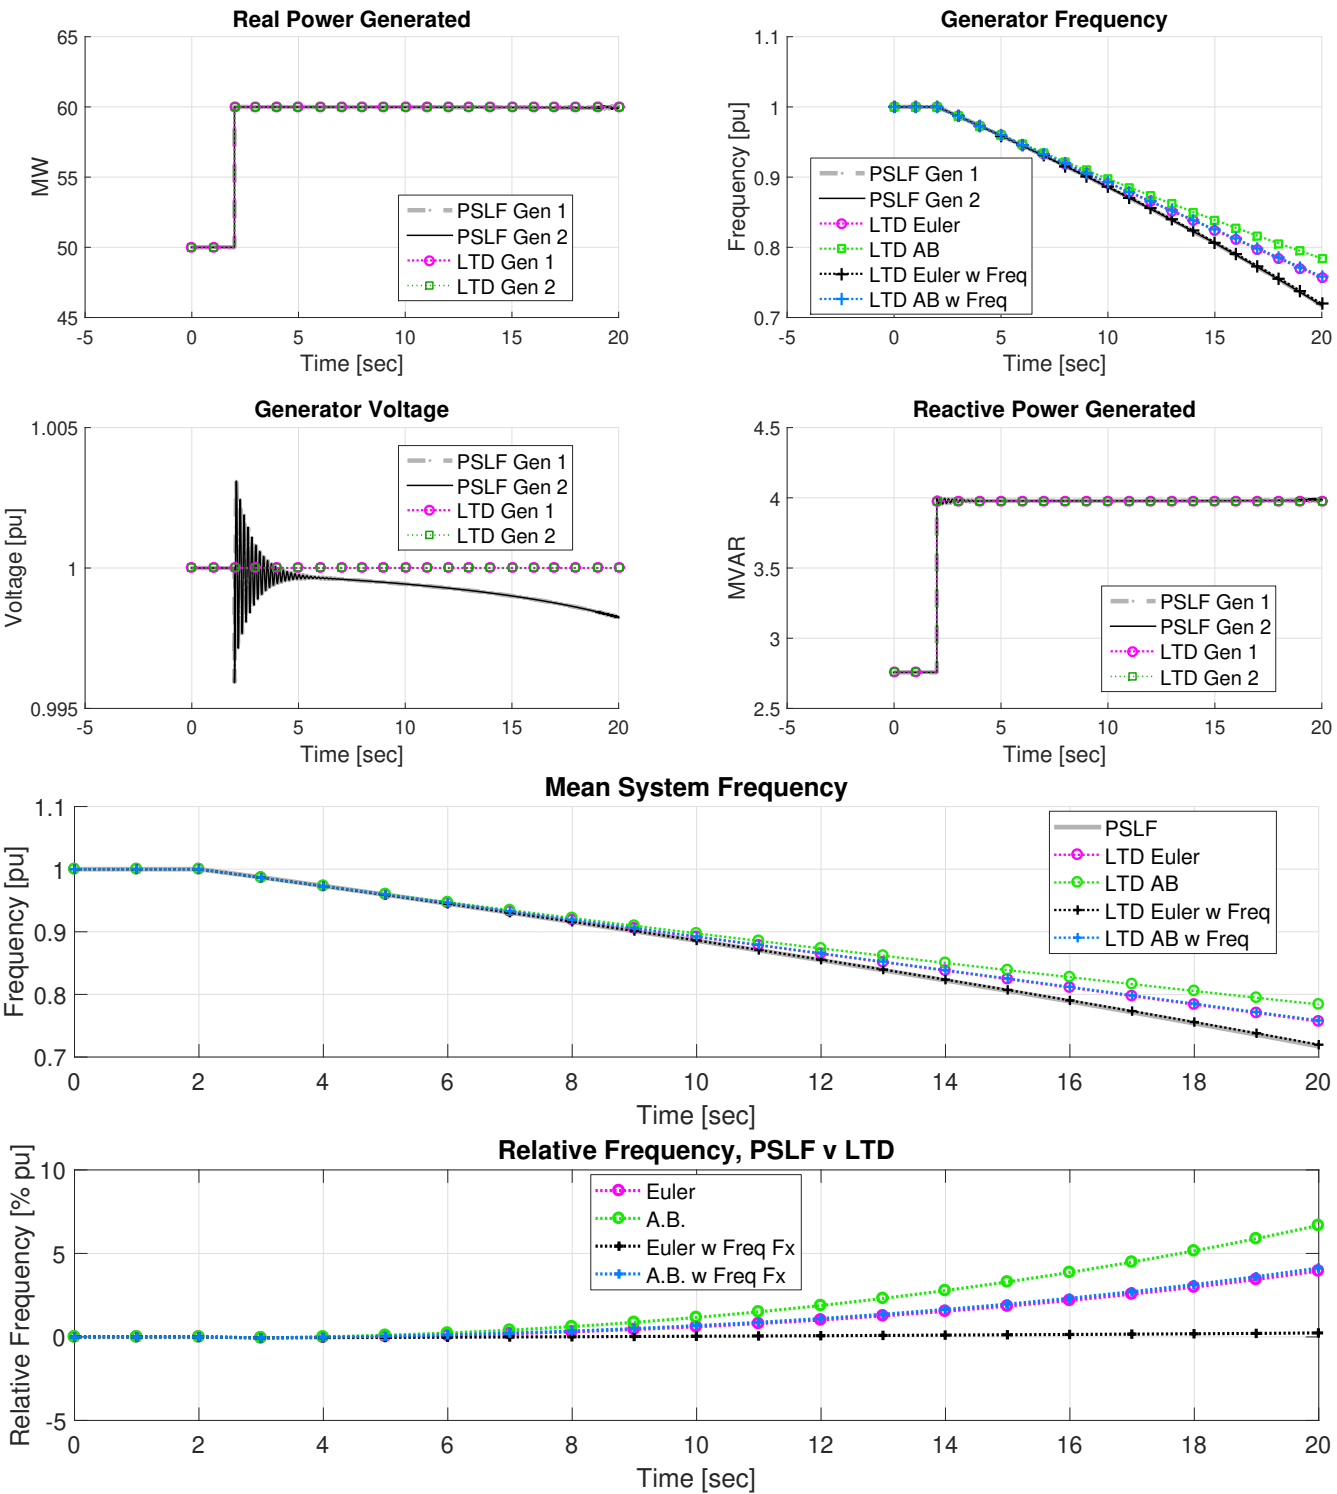 Real Power Generated
65
60
55
50
45
MW
-5 0 5 10 15 20
Time [sec]
PSLF Gen 1
PSLF Gen 2
LTD Gen 1
LTD Gen 2
Generator Frequency
1.1
1
0.9
0.8
0.7
Frequency [pu]
-5 0 5 10 15 20
Time [sec]
PSLF Gen 1
PSLF Gen 2
LTD Euler
LTD AB
LTD Euler w Freq
LTD AB w Freq
Generator Voltage
1.005
1
0.995
Voltage [pu]
-5 0 5 10 15 20
Time [sec]
PSLF Gen 1
PSLF Gen 2
LTD Gen 1
LTD Gen 2
Reactive Power Generated
4.5
4
3.5
3
2.5
MVAR
-5 0 5 10 15 20
Time [sec]
PSLF Gen 1
PSLF Gen 2
LTD Gen 1
LTD Gen 2
Mean System Frequency
1.1
1
0.9
0.8
0.7
Frequency [pu]
0 2 4 6 8 10 12 14 16 18 20
Time [sec]
PSLF
LTD Euler
LTD AB
LTD Euler w Freq
LTD AB w Freq
Relative Frequency, PSLF v LTD
10
5
0
-5
Relative Frequency [% pu]
0 2 4 6 8 10 12 14 16 18 20
Time [sec]
Euler
A.B.
Euler w Freq Fx
A.B. w Freq Fx